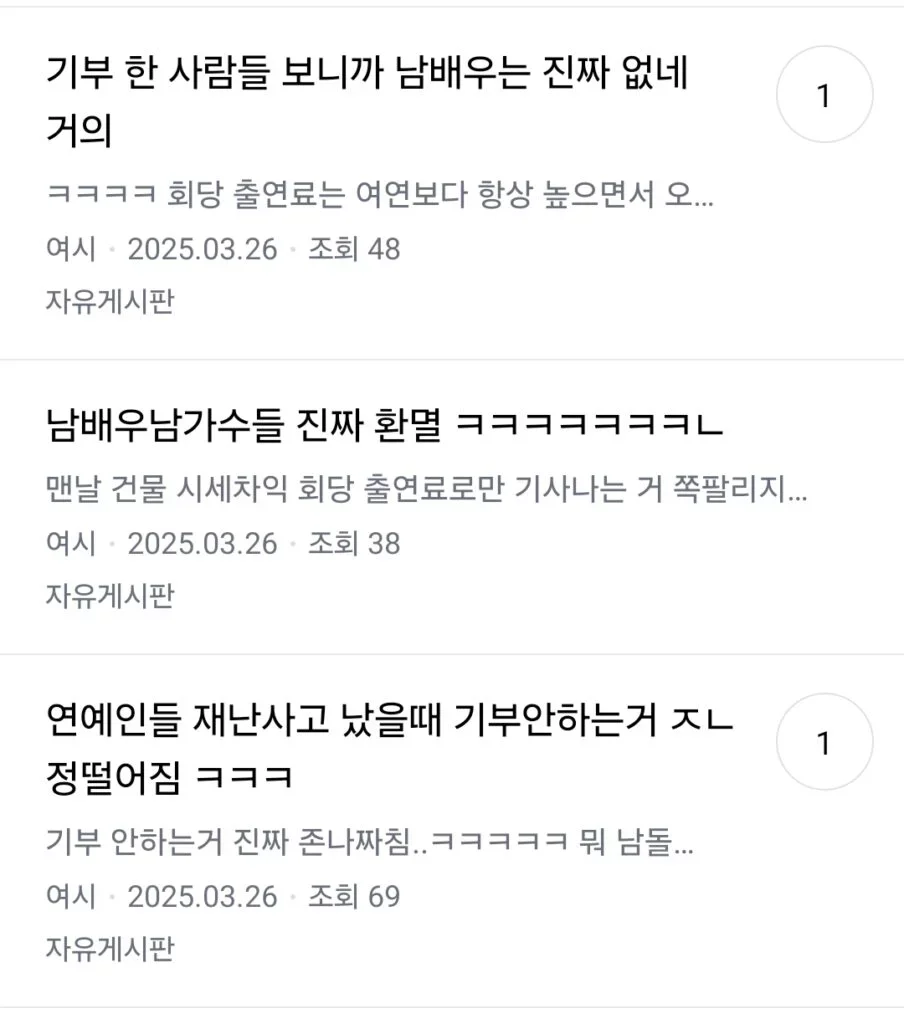 기부 한 사람들 보니까 남배우는 진짜 없네
거의
1
ㅋㅋㅋㅋ 회당 출연료는 여연보다 항상 높으면서 오...
여시 · 2025.03.26 · 조회 48
자유게시판
남배우남가수들 진짜 환멸 ㅋㅋㅋㅋㅋㅋㅋㄴ
맨날 건물 시세차익 회당 출연료로만 기사나는 거 쪽팔리지...
여시 · 2025.03.26 · 조회 38
자유게시판
연예인들 재난사고 났을때 기부안하는거 ㅈㄴ
정떨어짐 ㅋㅋㅋ
1
기부 안하는거 진짜 존나짜침..ㅋㅋㅋㅋㅋ 뭐 남돌...
여시 · 2025.03.26 · 조회 69
자유게시판